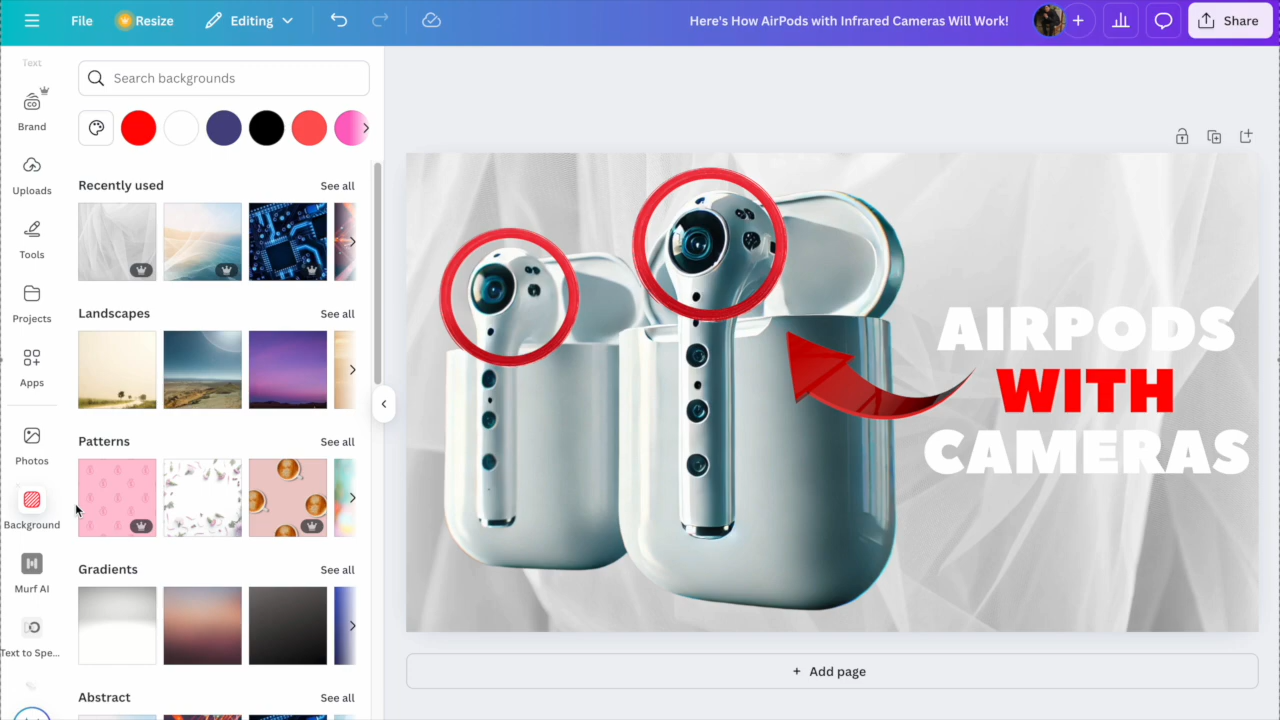 File
Resize
Editing
Here's How AirPods with Infrared Cameras Will Work!
Share
Text
Brand
Uploads
Tools
Projects
Apps
Photos
Background
Murf AI
Text to Spe...
Search backgrounds
Recently used
See all
Landscapes
See all
Patterns
See all
Gradients
See all
Abstract
See all
AIRPODS
WITH
CAMERAS
+ Add page